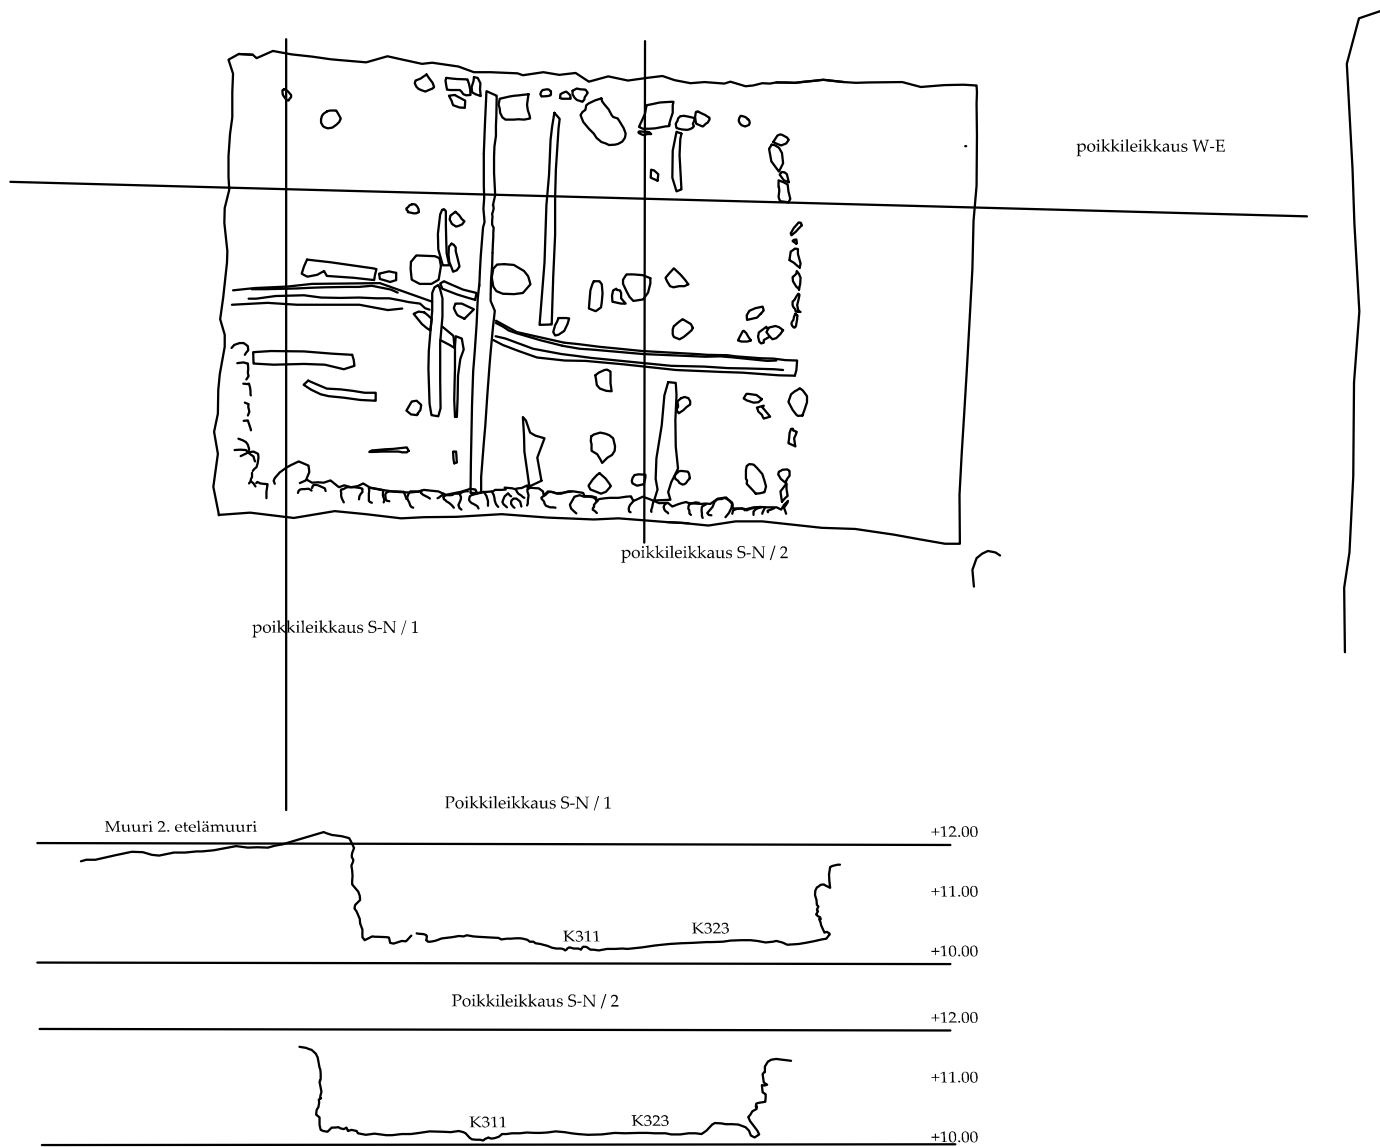 poikkileikkaus W-E
poikkileikkaus S-N / 2
poikkileikkaus S-N / 1
Poikkileikkaus S-N / 1
Muuri 2. etelämuuri
+12.00
+11.00
K311
K323
+10.00
Poikkileikkaus S-N / 2
+12.00
+11.00
K311
K323
+10.00